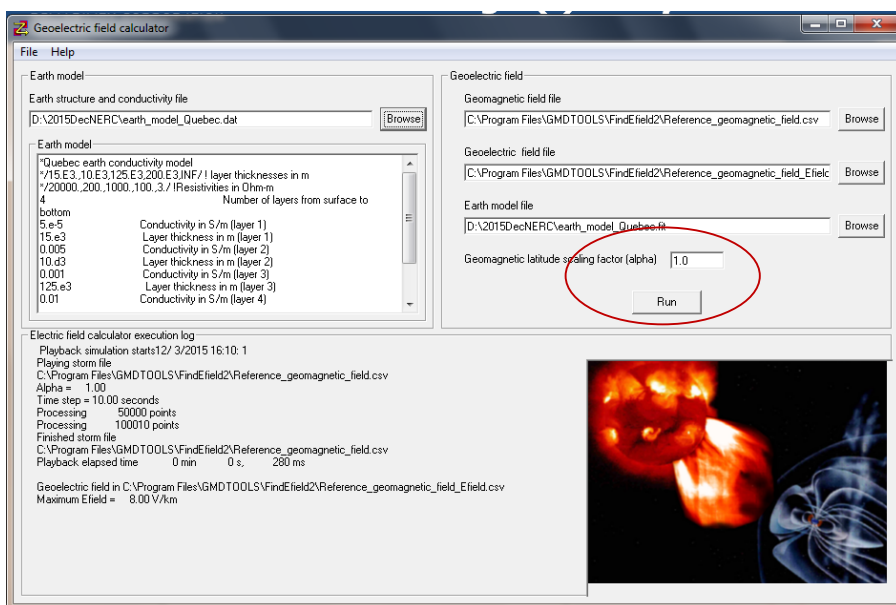 Geoelectric field calculator
File Help
Earth model
Earth structure and conductivity file
D:\2015DecNERC\earth_model_Quebec.dat
Browse
Earth model
*Quebec earth conductivity model
*/15.E3.,10.E3,125.E3,200.E3,INF/ ! layer thicknesses in m
*/20000.,200.,1000.,100.,3./ !Resistivities in Ohm-m
4 Number of layers from surface to
bottom
5.e-5 Conductivity in S/m (layer 1)
15.e3 Layer thickness in m (layer 1)
0.005 Conductivity in S/m (layer 2)
10.d3 Layer thickness in m (layer 2)
0.001 Conductivity in S/m (layer 3)
125.e3 Layer thickness in m (layer 3)
0.01 Conductivity in S/m (layer 4)
Geoelectric field
Geomagnetic field file
C:\Program Files\GMDTOOLS\FindEfield2\Reference_geomagnetic_field.csv
Browse
Geoelectric field file
C:\Program Files\GMDTOOLS\FindEfield2\Reference_geomagnetic_field_Efielc
Browse
Earth model file
D:\2015DecNERC\earth_model_Quebec.fit
Browse
Geomagnetic latitude scaling factor (alpha) 1.0
Run
Electric field calculator execution log
Playback simulation starts12/ 3/2015 16:10: 1
Playing storm file
C:\Program Files\GMDTOOLS\FindEfield2\Reference_geomagnetic_field.csv
Alpha = 1.00
Time step = 10.00 seconds
Processing 50000 points
Processing 100010 points
Finished storm file
C:\Program Files\GMDTOOLS\FindEfield2\Reference_geomagnetic_field.csv
Playback elapsed time 0 min 0 s, 280 ms
Geoelectric field in C:\Program Files\GMDTOOLS\FindEfield2\Reference_geomagnetic_field_Efield.csv
Maximum Efield = 8.00 V/km